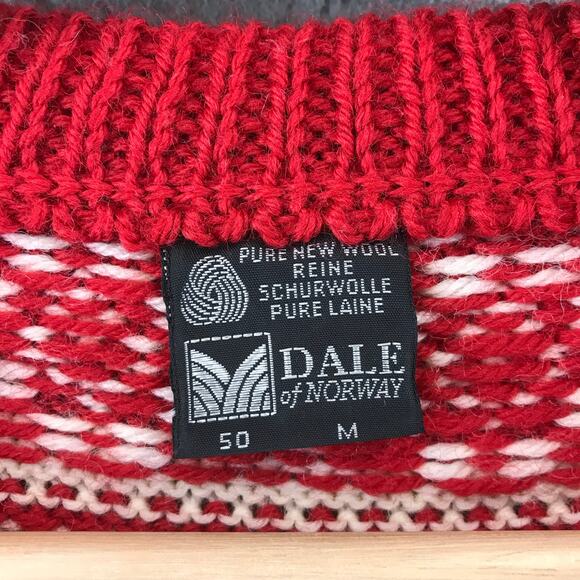 PURE NEW WOOL
REINE
SCHURWOLLE
PURE LAINE
DALE
of NORWAY
50 M